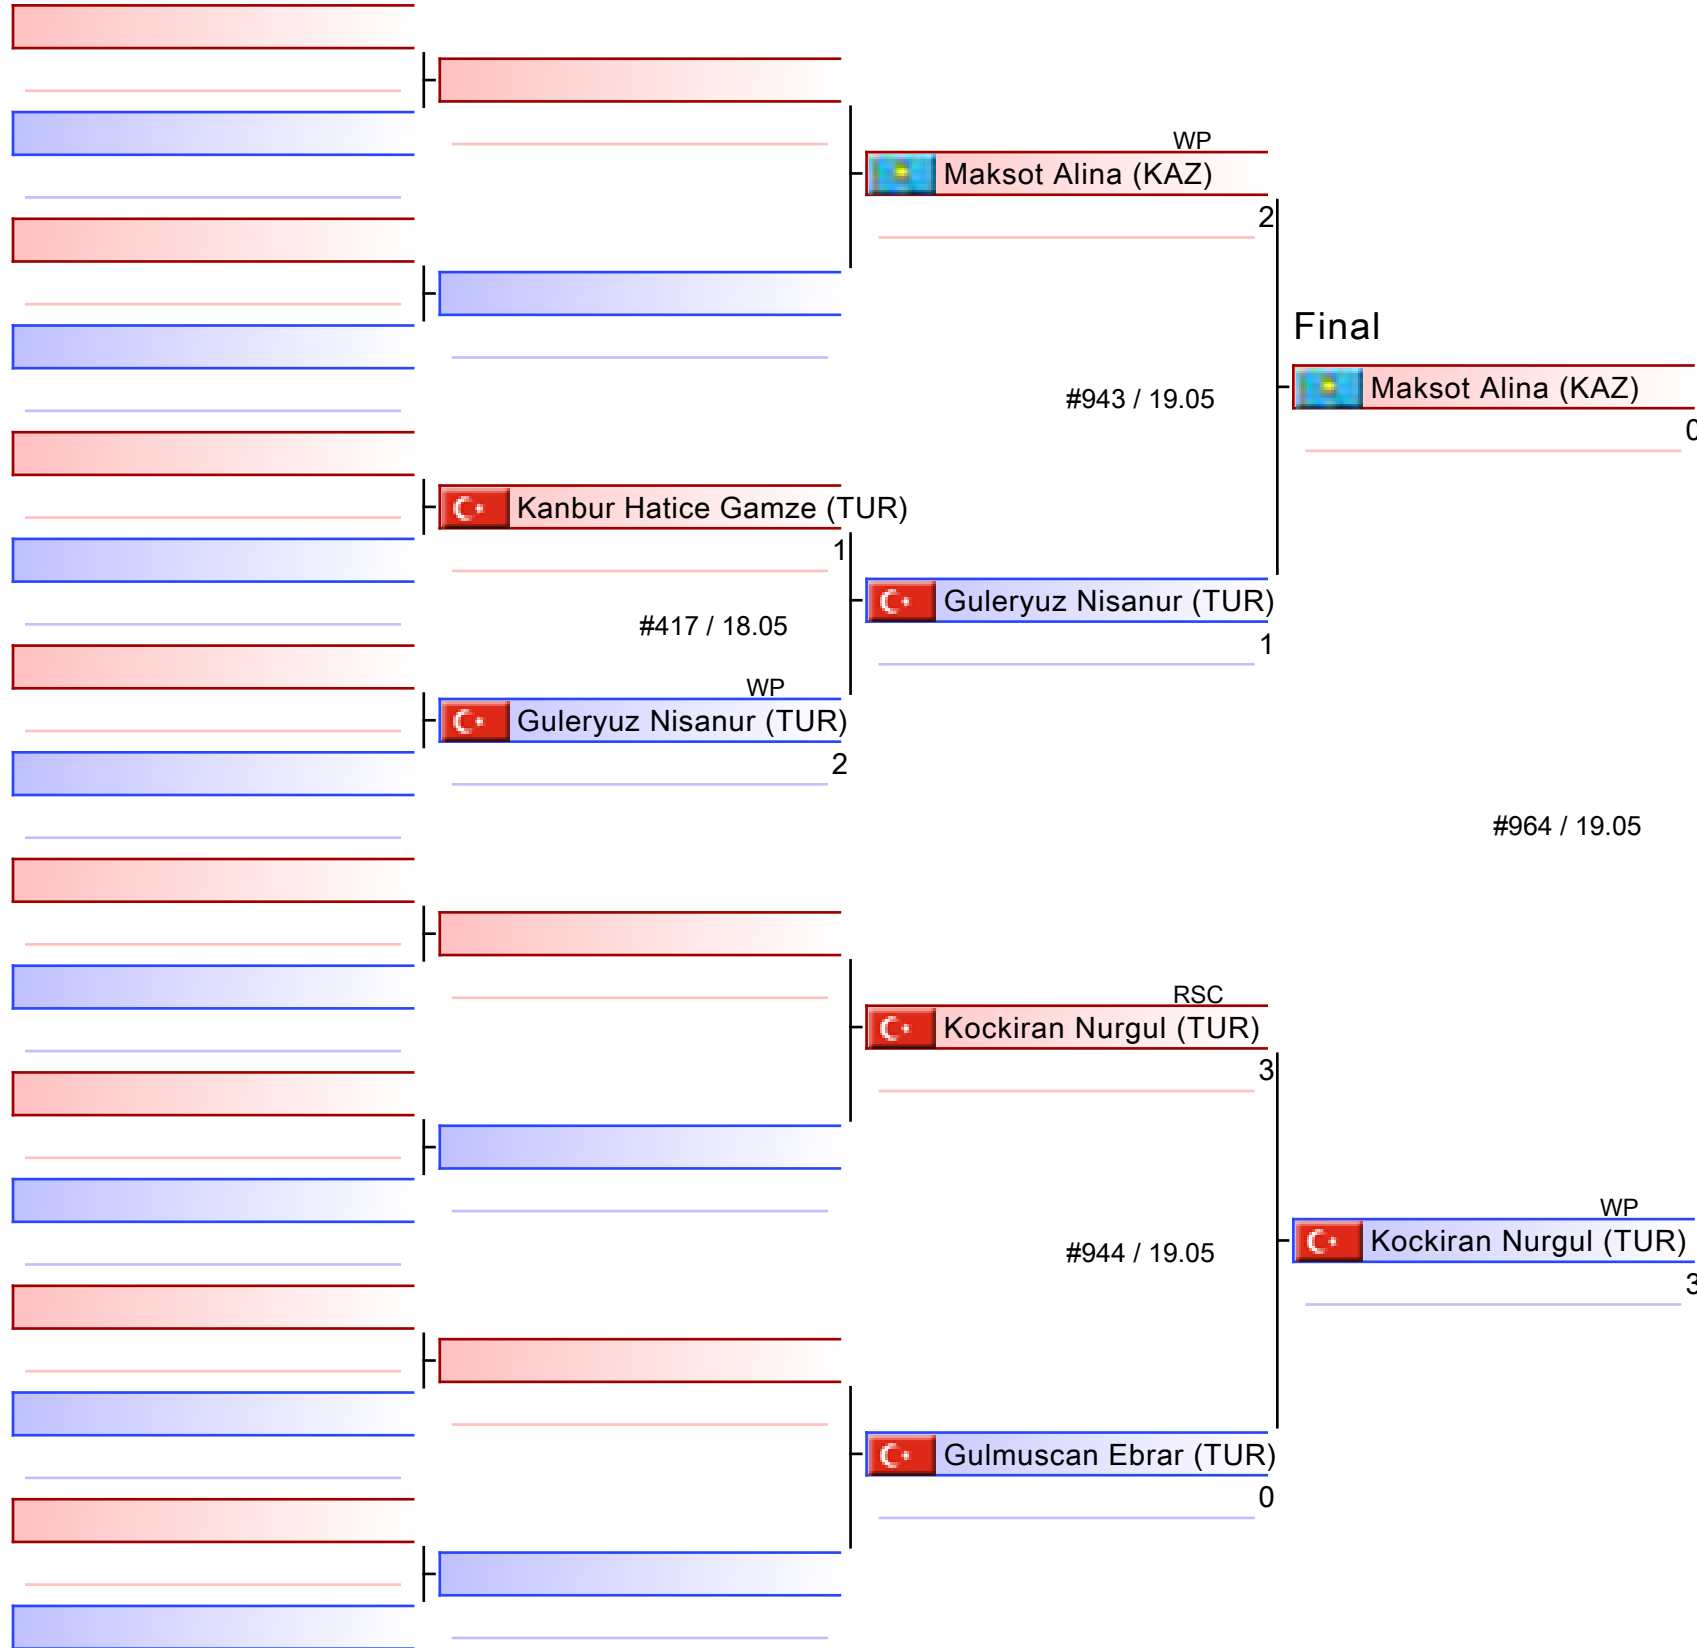 WP
Maksot Alina (KAZ)
2
Final
#943 / 19.05
Maksot Alina (KAZ)
0
Kanbur Hatice Gamze (TUR)
1
Guleryuz Nisanur (TUR)
#417 / 18.05
1
WP
Guleryuz Nisanur (TUR)
2
#964 / 19.05
RSC
Kockiran Nurgul (TUR)
3
WP
#944 / 19.05
Kockiran Nurgul (TUR)
3
Gulmuscan Ebrar (TUR)
0